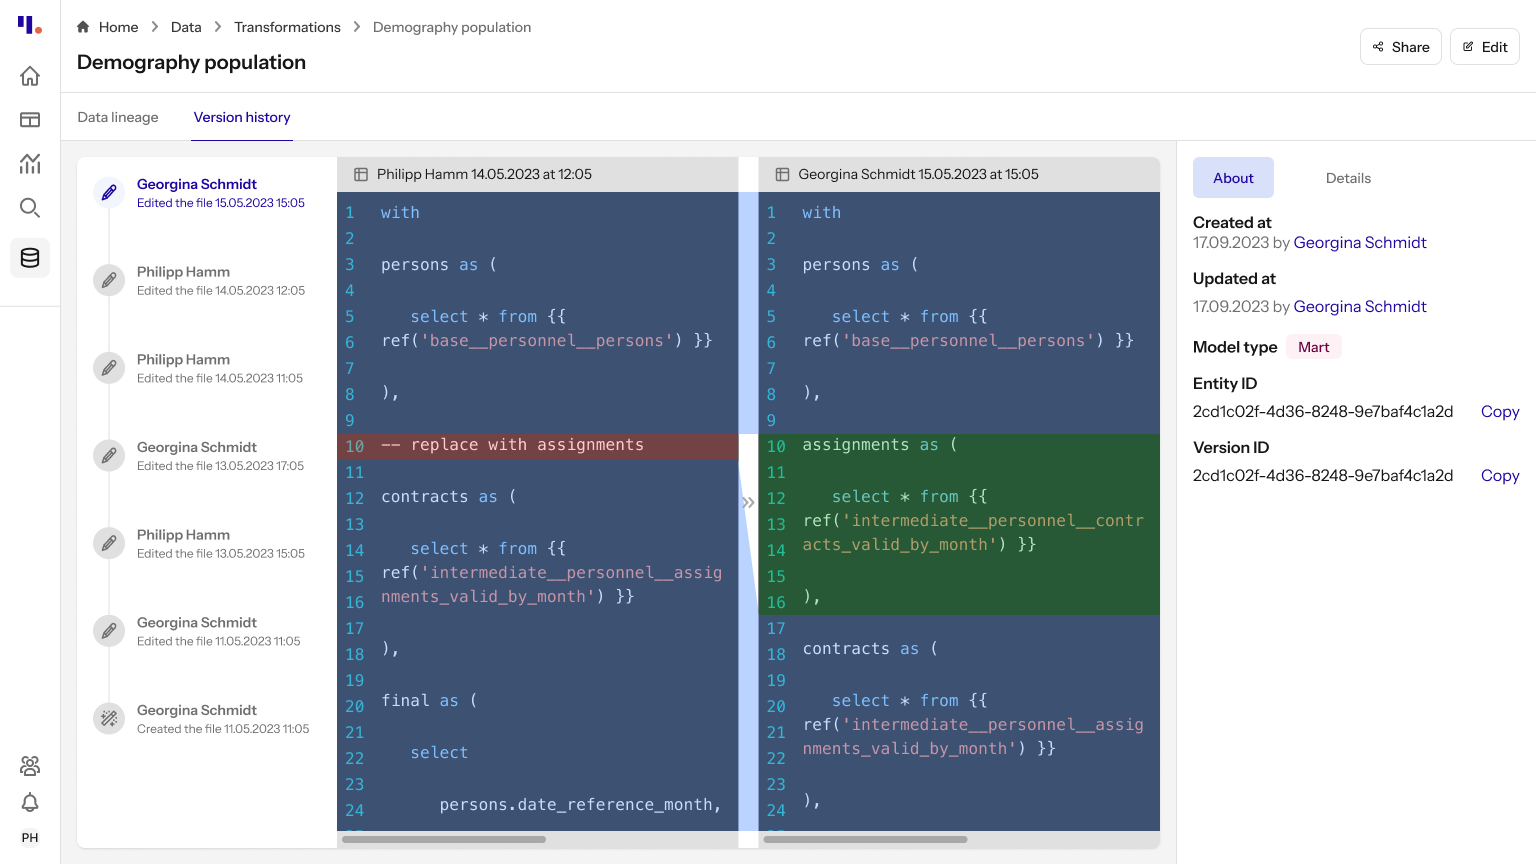 Home
Data
Transformations
Demography population
Demography population
Share
Edit
Data lineage
Version history
Georgina Schmidt
Edited the file 15.05.2023 15:05
Philipp Hamm
Edited the file 14.05.2023 12:05
Philipp Hamm
Edited the file 14.05.2023 11:05
Georgina Schmidt
Edited the file 13.05.2023 17:05
Philipp Hamm
Edited the file 13.05.2023 15:05
Georgina Schmidt
Edited the file 11.05.2023 11:05
Georgina Schmidt
Created the file 11.05.2023 11:05
PH
Philipp Hamm 14.05.2023 at 12:05
1 with
2
3 persons as (
4
5 select * from {{
6 ref('base__personnel__persons') }}
7
8 ),
9
10 -- replace with assignments
11
12 contracts as (
13
14 select * from {{
15 ref('intermediate__personnel__assig
16 nments_valid_by_month') }}
17
18 ),
19
20 final as (
21
22 select
23
24 persons.date_reference_month,
Georgina Schmidt 15.05.2023 at 15:05
1 with
2
3 persons as (
4
5 select * from {{
6 ref('base__personnel__persons') }}
7
8 ),
9
10 assignments as (
11
12 select * from {{
13 ref('intermediate__personnel__contr
14 acts_valid_by_month') }}
15
16 ),
17
18 contracts as (
19
20 select * from {{
21 ref('intermediate__personnel__assig
22 nments_valid_by_month') }}
23
24 ),
About
Details
Created at
17.09.2023 by Georgina Schmidt
Updated at
17.09.2023 by Georgina Schmidt
Model type Mart
Entity ID
2cd1c02f-4d36-8248-9e7baf4c1a2d Copy
Version ID
2cd1c02f-4d36-8248-9e7baf4c1a2d Copy